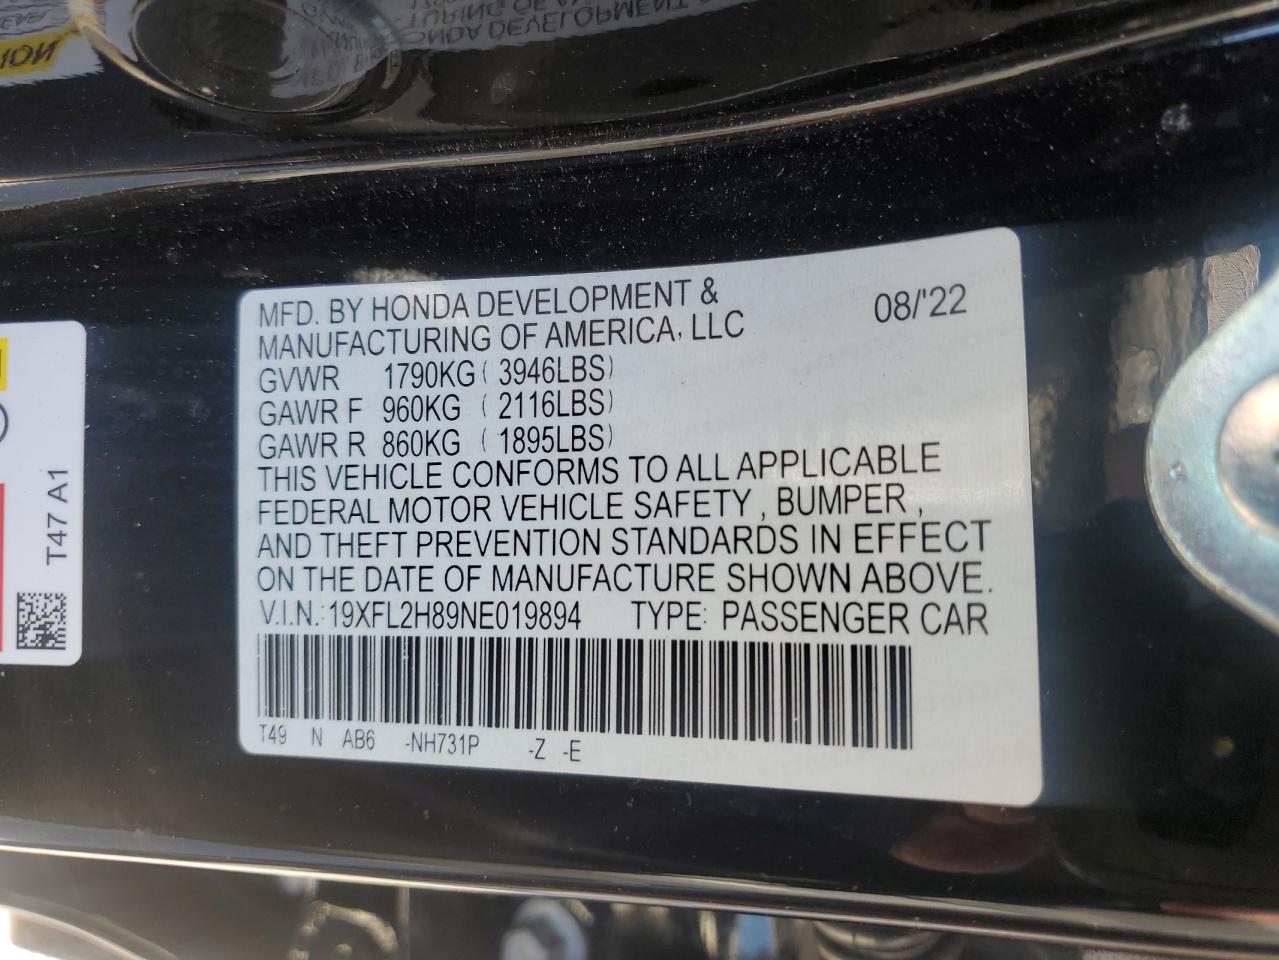 MFD. BY HONDA DEVELOPMENT &
MANUFACTURING OF AMERICA, LLC
08/'22
GVWR 1790KG ( 3946LBS)
GAWR F 960KG ( 2116LBS)
GAWR R 860KG ( 1895LBS)
THIS VEHICLE CONFORMS TO ALL APPLICABLE
FEDERAL MOTOR VEHICLE SAFETY , BUMPER ,
AND THEFT PREVENTION STANDARDS IN EFFECT
ON THE DATE OF MANUFACTURE SHOWN ABOVE.
V.I.N.: 19XFL2H89NE019894 TYPE: PASSENGER CAR
T49 N AB6 -NH731P -Z -E
T47 A1